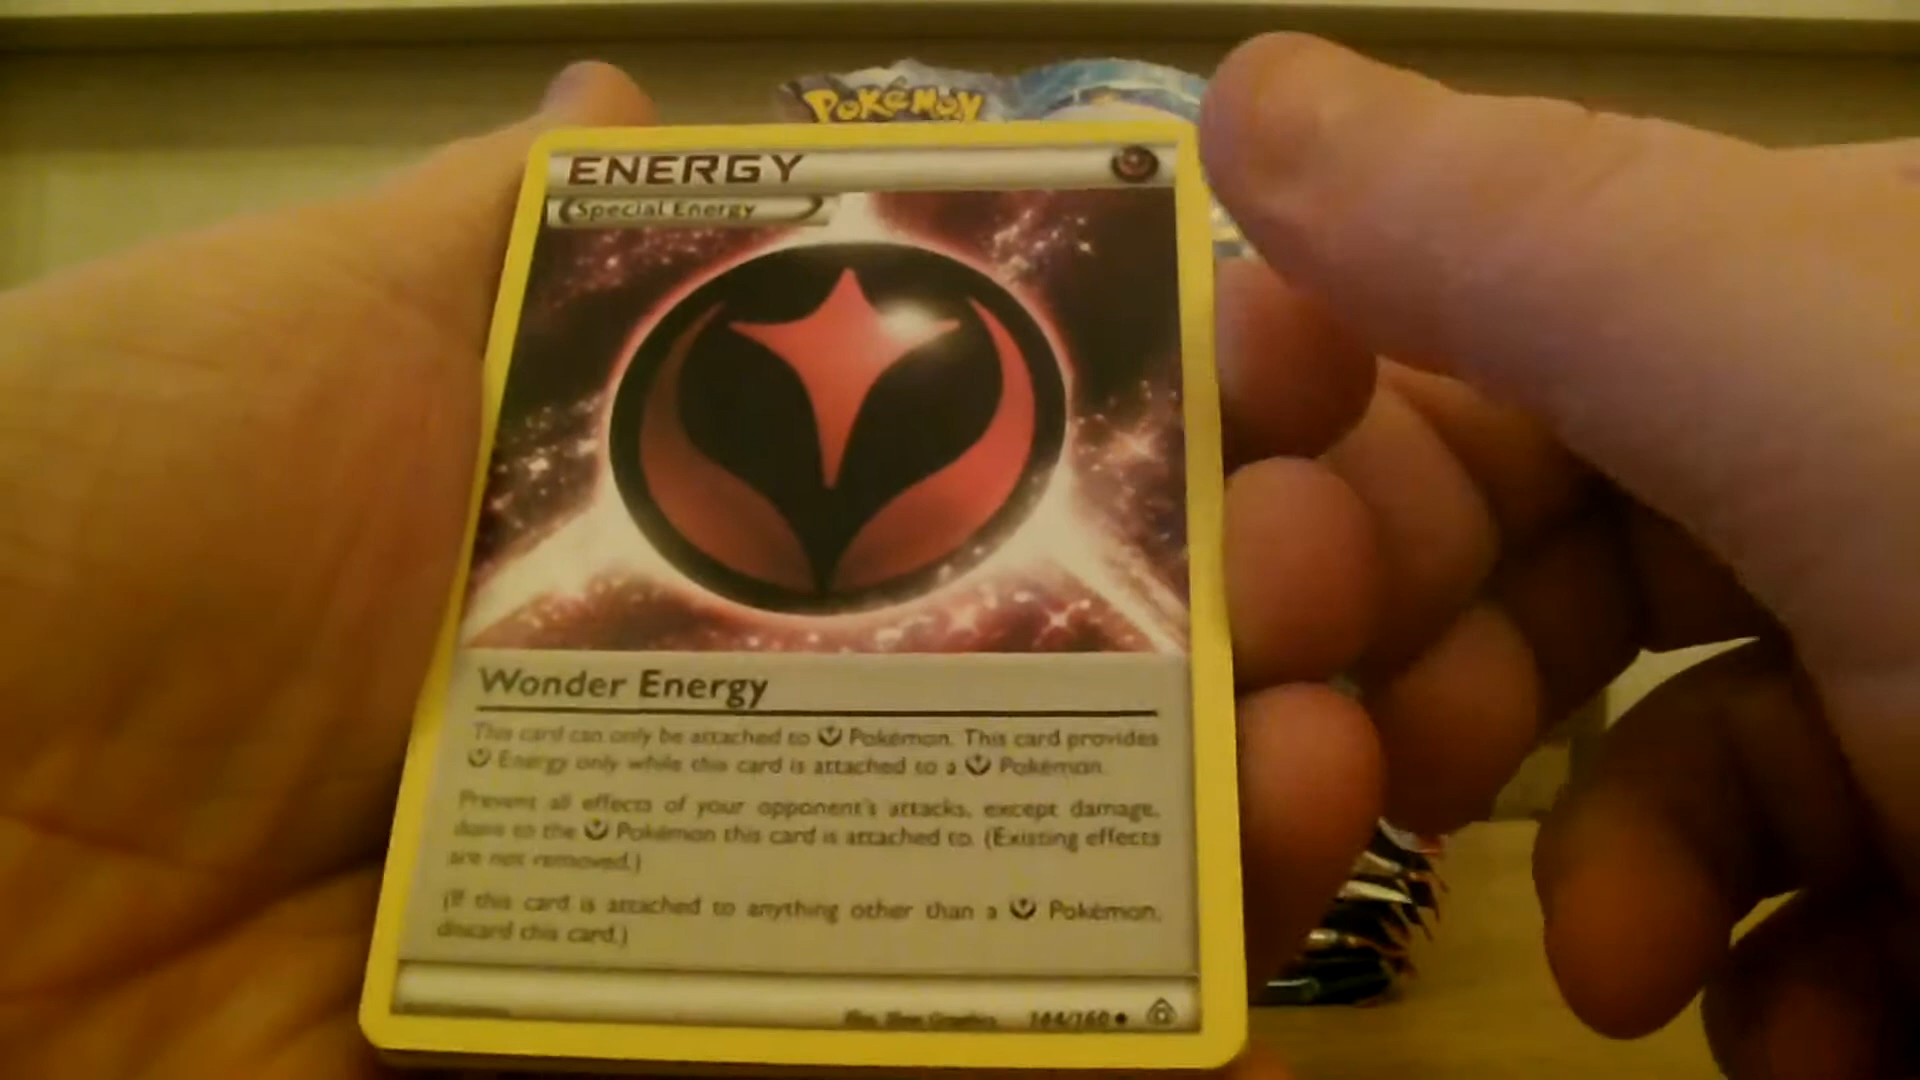 POKéMON
ENERGY
Special Energy
Wonder Energy
This card can only be attached to Pokémon. This card provides
Energy only while this card is attached to a Pokémon.
Prevent all effects of your opponent's attacks, except damage,
done to the Pokémon this card is attached to. (Existing effects
are not removed.)
(If this card is attached to anything other than a Pokémon,
discard this card.)
Illus. Graphics 144/160